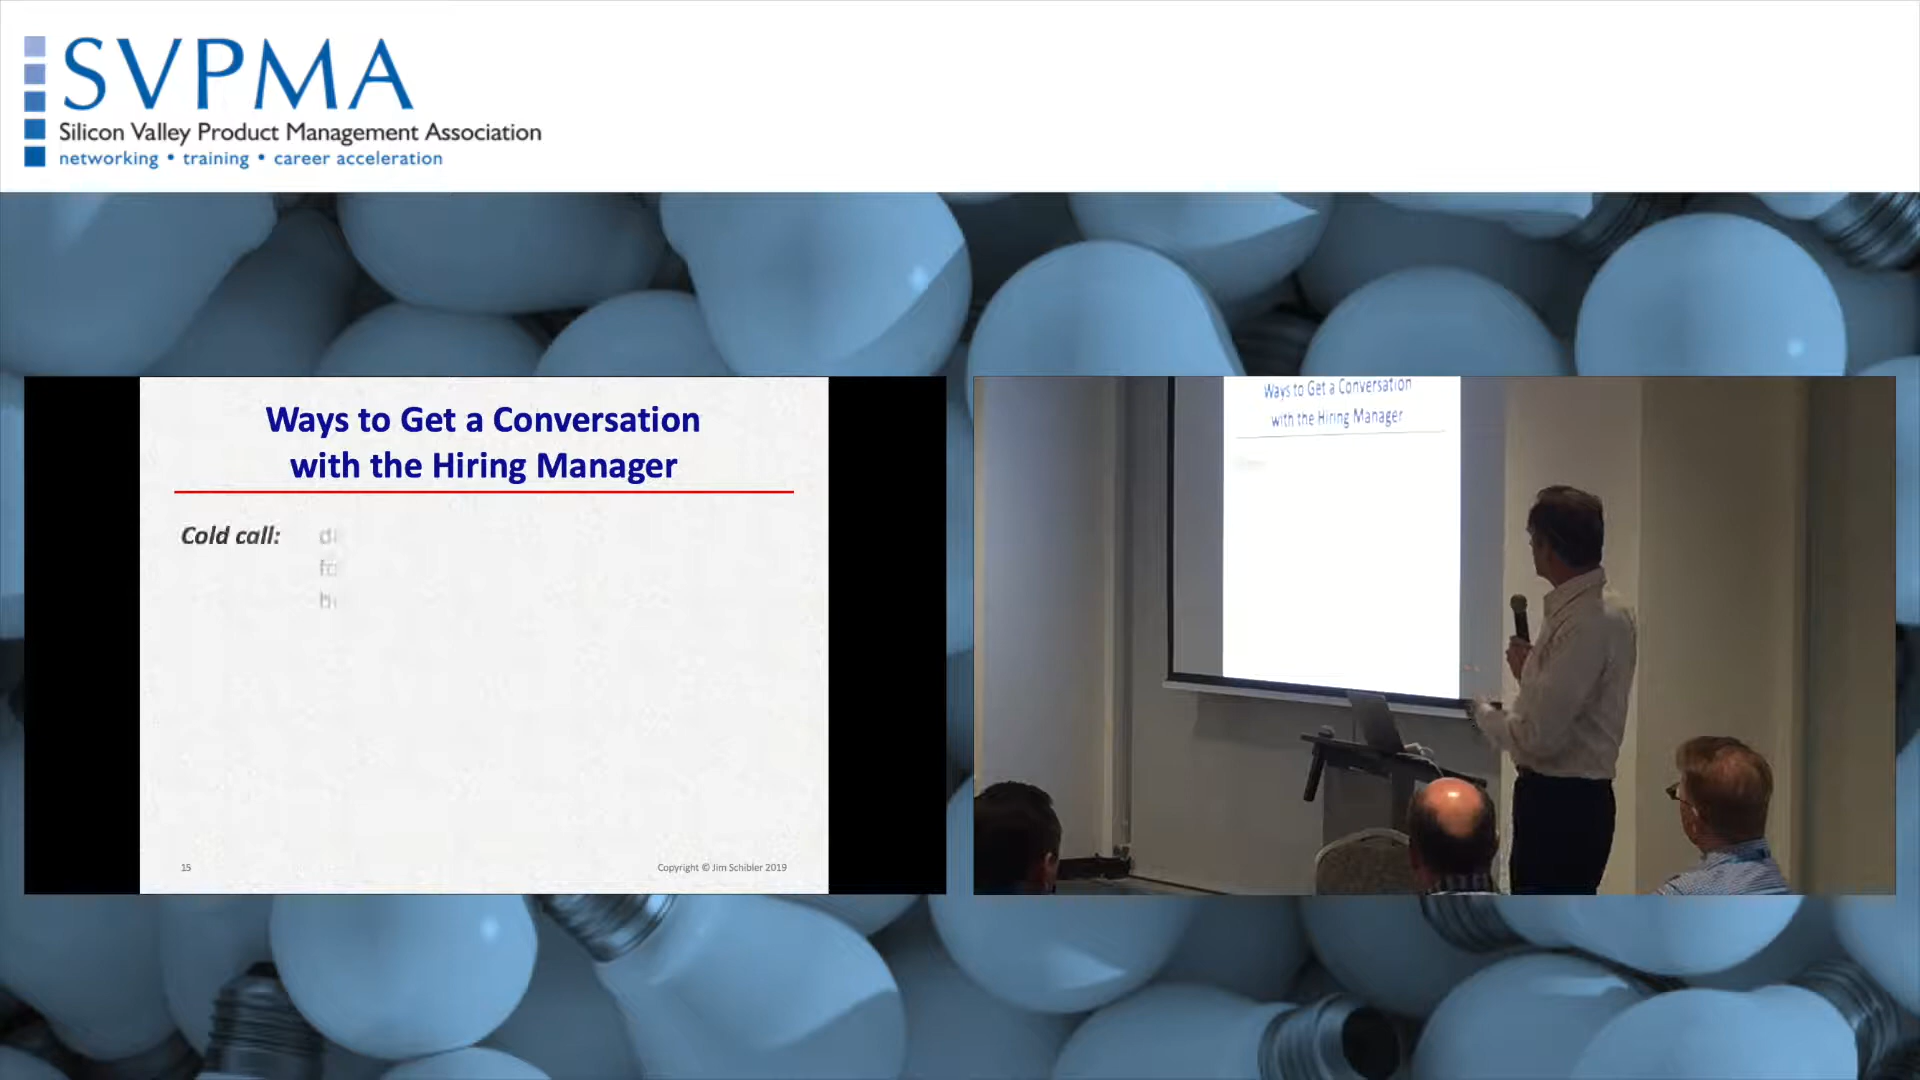 SVPMA
Silicon Valley Product Management Association
networking • training • career acceleration
Ways to Get a Conversation
with the Hiring Manager
Cold call:
15
Copyright © Jim Schibler 2019
Ways to Get a Conversation
with the Hiring Manager